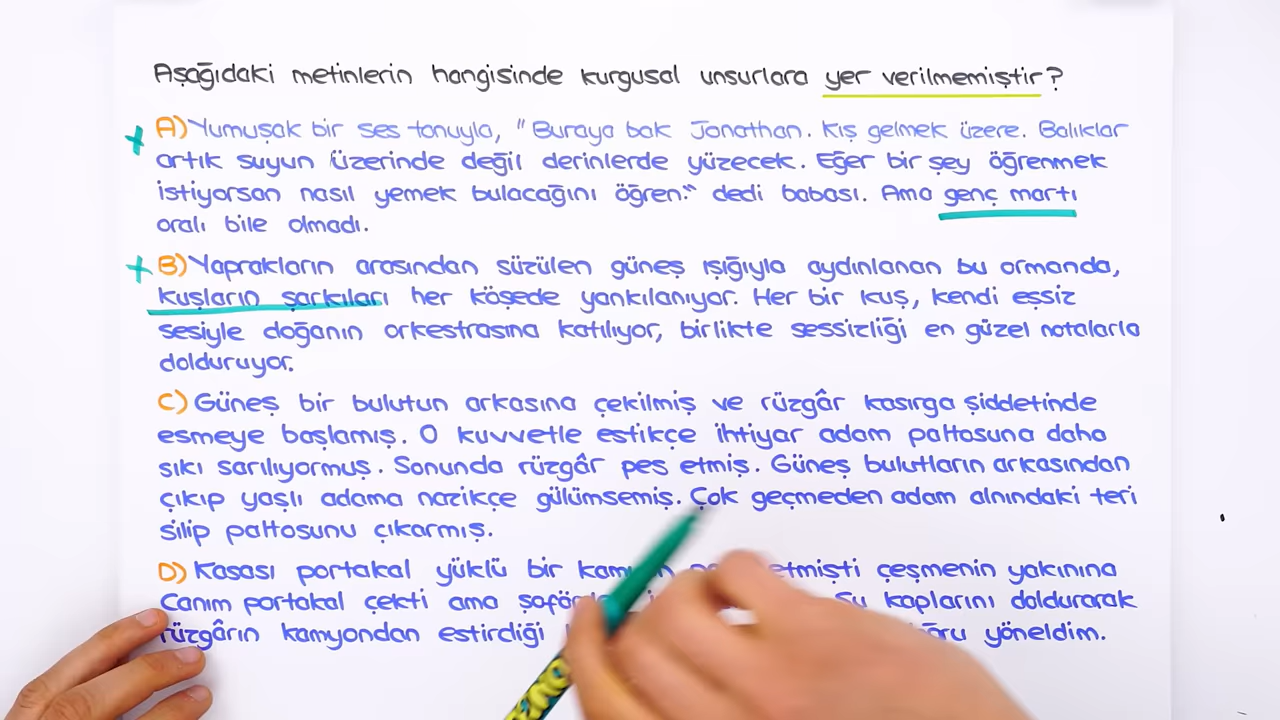 Aşağıdaki metinlerin hangisinde kurgusal unsurlara yer verilmemiştir?
A) Yumuşak bir ses tonuyla, "Buraya bak Jonathan. Kış gelmek üzere. Balıklar
artık suyun üzerinde değil derinlerde yüzecek. Eğer bir şey öğrenmek
istiyorsan nasıl yemek bulacağını öğren." dedi babası. Ama genç martı
oralı bile olmadı.
B) Yaprakların arasından süzülen güneş ışığıyla aydınlanan bu ormanda,
kuşların şarkıları her köşede yankılanıyor. Her bir kuş, kendi eşsiz
sesiyle doğanın orkestrasına katılıyor, birlikte sessizliği en güzel notalarla
dolduruyor.
C) Güneş bir bulutun arkasına çekilmiş ve rüzgâr kasırga şiddetinde
esmeye başlamış. O kuvvetle estikçe ihtiyar adam paltosuna daha
sıkı sarılıyormuş. Sonunda rüzgâr pes etmiş. Güneş bulutların arkasından
çıkıp yaşlı adama nazikçe gülümsemiş. Çok geçmeden adam alnındaki teri
silip paltosunu çıkarmış.
D) Kasası portakal yüklü bir çeşmenin yakınına
Canım portakal çekti ama Su kaplarını doldurarak
rüzgârın kamyondan estirdiği yöneldim.